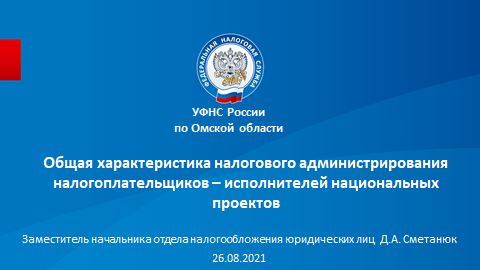 ФЕДЕРАЛЬНАЯ НАЛОГОВАЯ СЛУЖБА
УФНС России
по Омской области
Общая характеристика налогового администрирования
налогоплательщиков – исполнителей национальных
проектов
Заместитель начальника отдела налогообложения юридических лиц Д.А. Сметанюк
26.08.2021